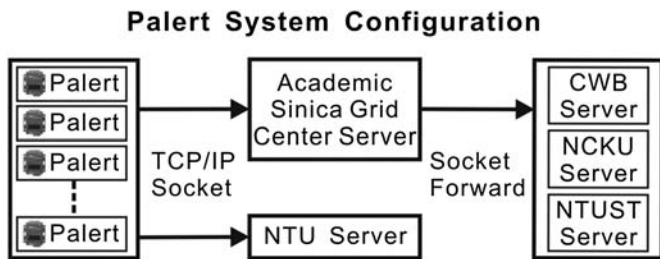 Palert System Configuration
Palert
Palert
Palert
Palert
TCP/IP
Socket
Academic
Sinica Grid
Center Server
NTU Server
Socket
Forward
CWB
Server
NCKU
Server
NTUST
Server